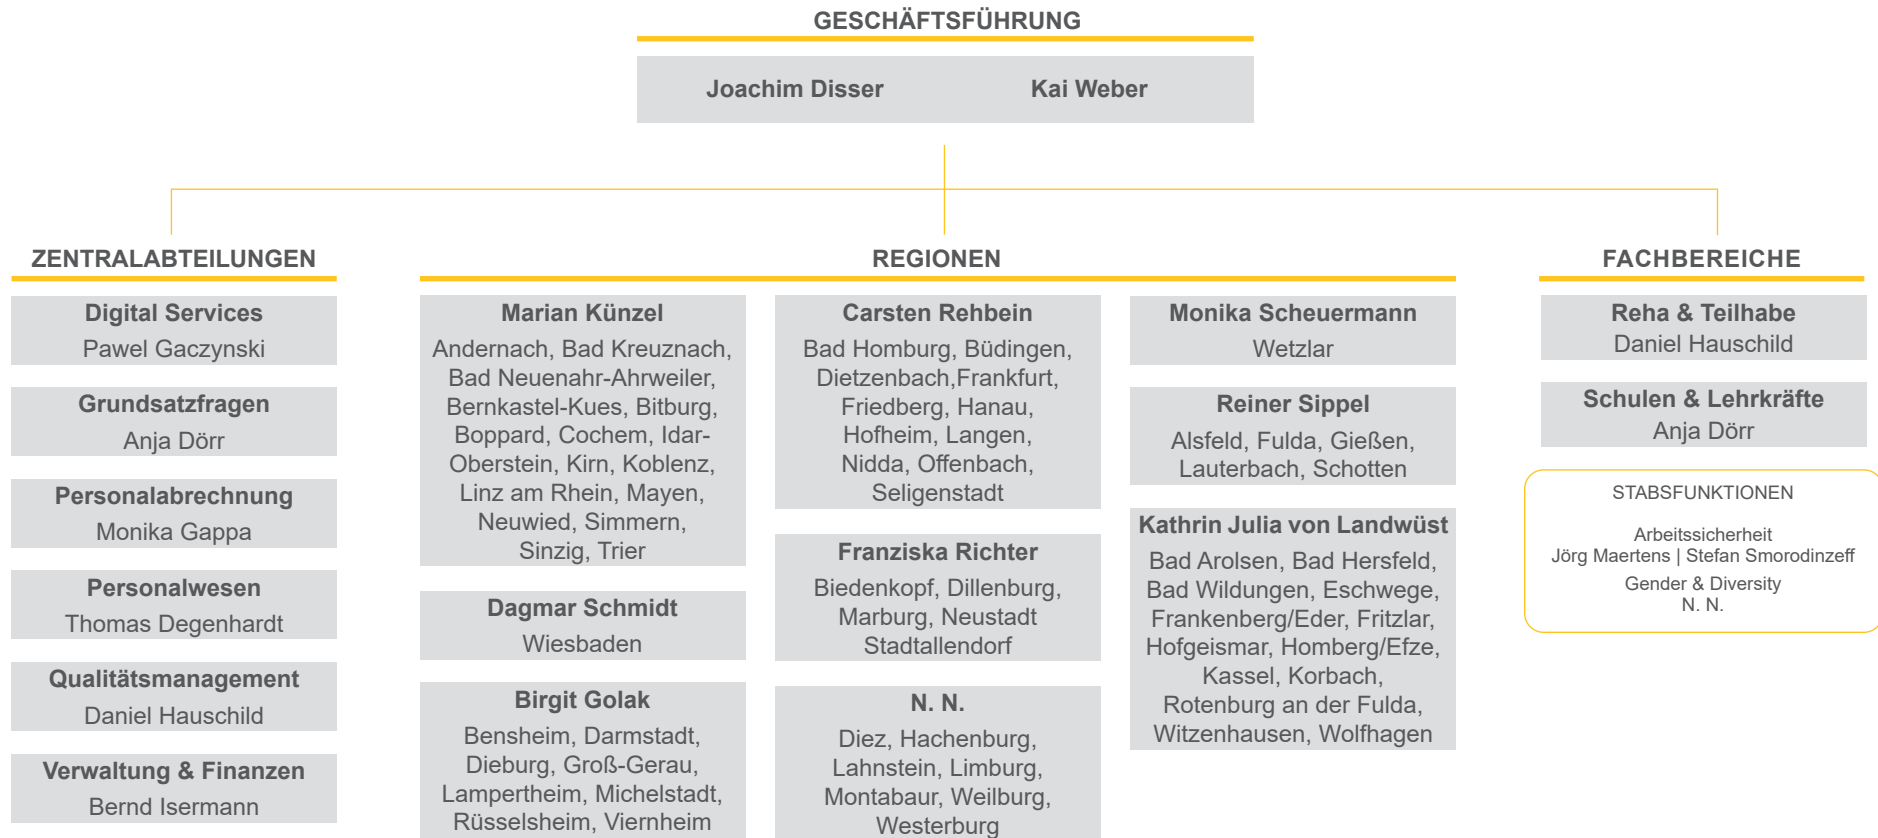 GESCHÄFTSFÜHRUNG
Joachim Disser
Kai Weber
ZENTRALABTEILUNGEN
Digital Services
Pawel Gaczynski
Grundsatzfragen
Anja Dörr
Personalabrechnung
Monika Gappa
Personalwesen
Thomas Degenhardt
Qualitätsmanagement
Daniel Hauschild
Verwaltung & Finanzen
Bernd Isermann
REGIONEN
Marian Künzel
Andernach, Bad Kreuznach,
Bad Neuenahr-Ahrweiler,
Bernkastel-Kues, Bitburg,
Boppard, Cochem, Idar-
Oberstein, Kirn, Koblenz,
Linz am Rhein, Mayen,
Neuwied, Simmern,
Sinzig, Trier
Dagmar Schmidt
Wiesbaden
Birgit Golak
Bensheim, Darmstadt,
Dieburg, Groß-Gerau,
Lampertheim, Michelstadt,
Rüsselsheim, Viernheim
Carsten Rehbein
Bad Homburg, Büdingen,
Dietzenbach,Frankfurt,
Friedberg, Hanau,
Hofheim, Langen,
Nidda, Offenbach,
Seligenstadt
Franziska Richter
Biedenkopf, Dillenburg,
Marburg, Neustadt
Stadtallendorf
N. N.
Diez, Hachenburg,
Lahnstein, Limburg,
Montabaur, Weilburg,
Westerburg
Monika Scheuermann
Wetzlar
Reiner Sippel
Alsfeld, Fulda, Gießen,
Lauterbach, Schotten
Kathrin Julia von Landwüst
Bad Arolsen, Bad Hersfeld,
Bad Wildungen, Eschwege,
Frankenberg/Eder, Fritzlar,
Hofgeismar, Homberg/Efze,
Kassel, Korbach,
Rotenburg an der Fulda,
Witzenhausen, Wolfhagen
FACHBEREICHE
Reha & Teilhabe
Daniel Hauschild
Schulen & Lehrkräfte
Anja Dörr
STABSFUNKTIONEN
Arbeitssicherheit
Jörg Maertens | Stefan Smorodinzeff
Gender & Diversity
N. N.